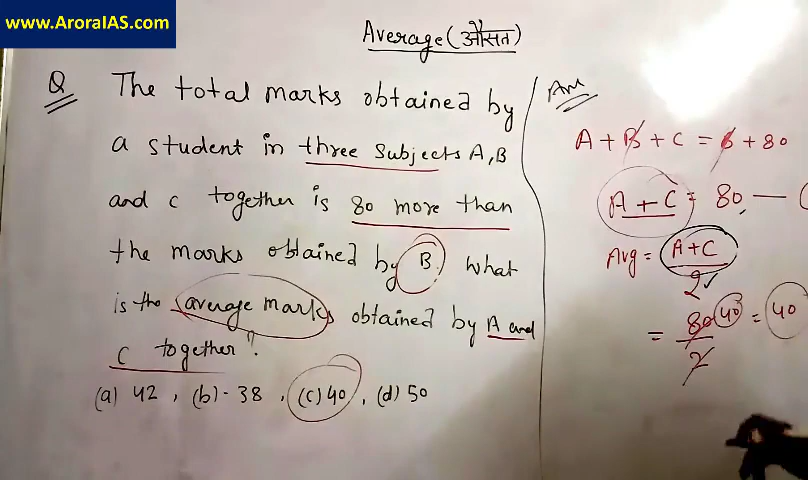 www.AroraIAS.com
Average (औसत)
Q The total marks obtained by
a student in three subjects A, B
and c together is 80 more than
the marks obtained by B. What
is the average marks obtained by A and
C together?
(a) 42 , (b) - 38 , (c) 40 , (d) 50
Ans
A + B + C = B + 80
A + C = 80 — (
Avg = A+C
2
= 80 40 = 40
2